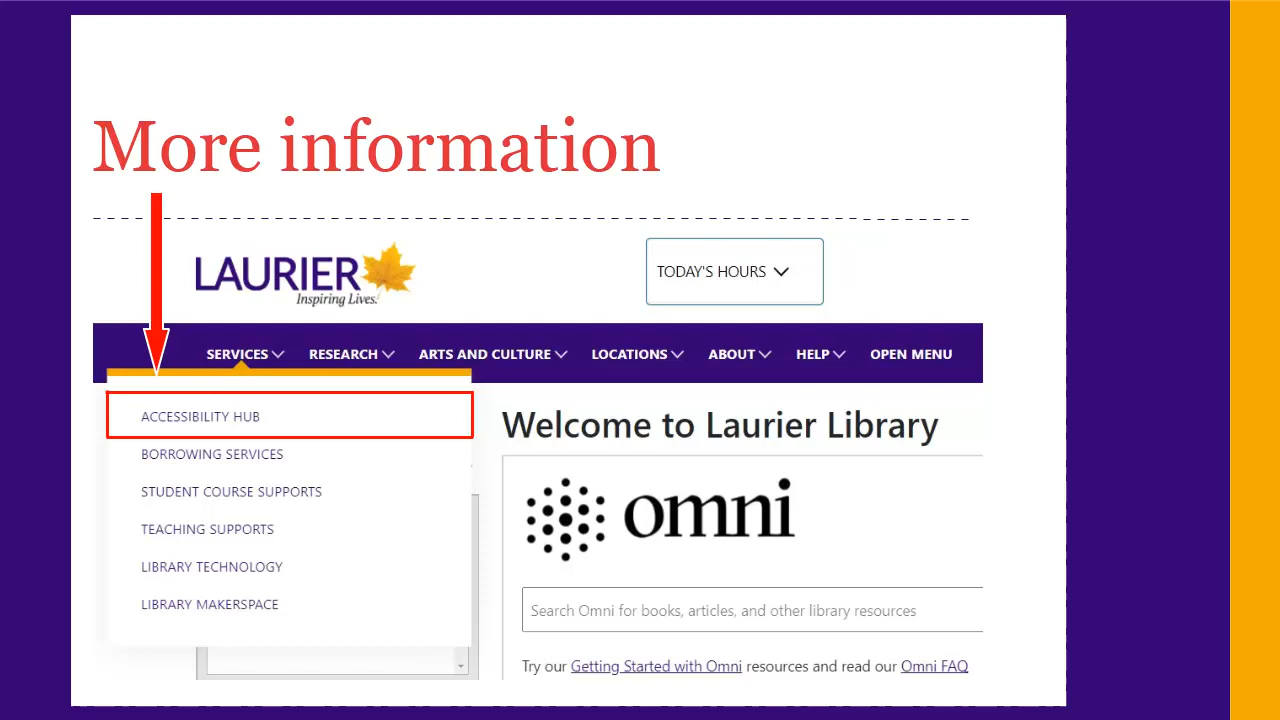 More information
LAURIER
Inspiring Lives.
TODAY'S HOURS
SERVICES RESEARCH ARTS AND CULTURE LOCATIONS ABOUT HELP OPEN MENU
ACCESSIBILITY HUB
BORROWING SERVICES
STUDENT COURSE SUPPORTS
TEACHING SUPPORTS
LIBRARY TECHNOLOGY
LIBRARY MAKERSPACE
Welcome to Laurier Library
omni
Search Omni for books, articles, and other library resources
Try our Getting Started with Omni resources and read our Omni FAQ